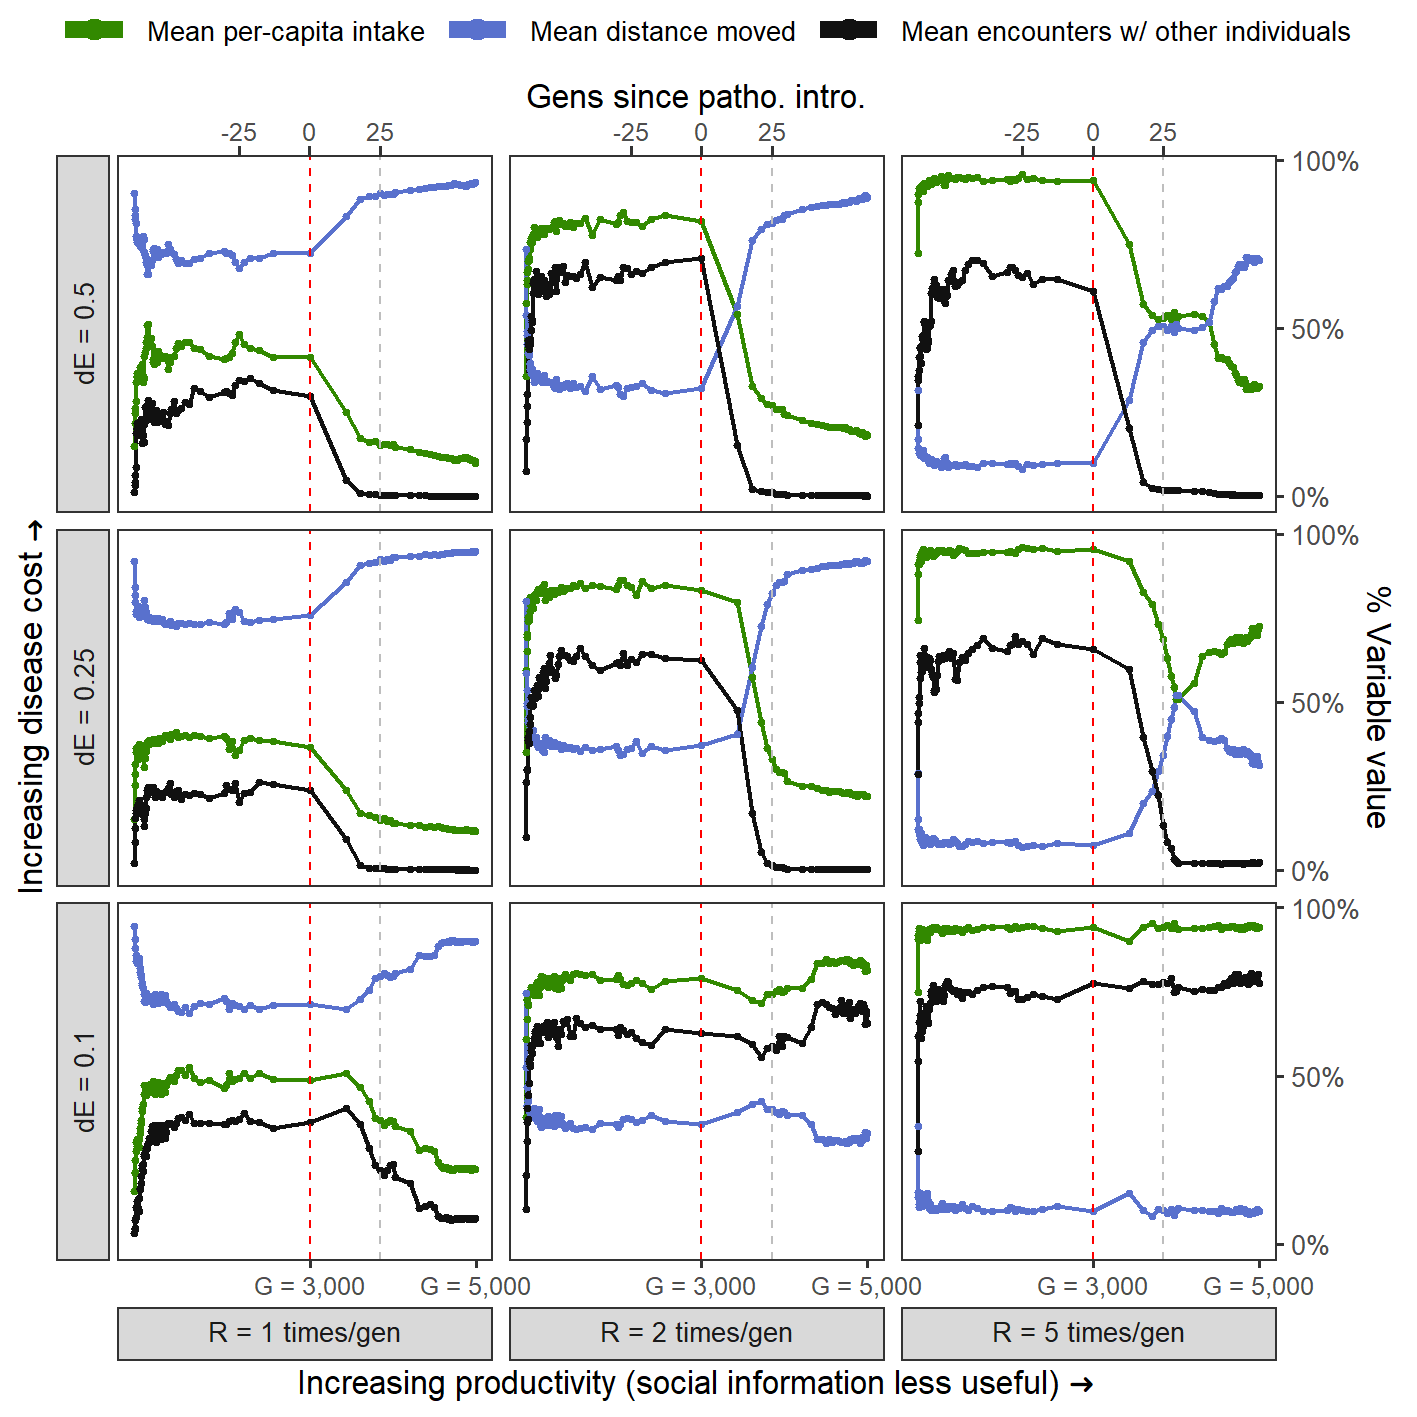 Mean per-capita intake Mean distance moved Mean encounters w/ other individuals
Gens since patho. intro.
-25 0 25 -25 0 25 -25 0 25
dE = 0.5
100%
50%
0%
dE = 0.25
100%
50%
0%
dE = 0.1
100%
50%
0%
Increasing disease cost →
% Variable value
G = 3,000 G = 5,000 G = 3,000 G = 5,000 G = 3,000 G = 5,000
R = 1 times/gen R = 2 times/gen R = 5 times/gen
Increasing productivity (social information less useful) →